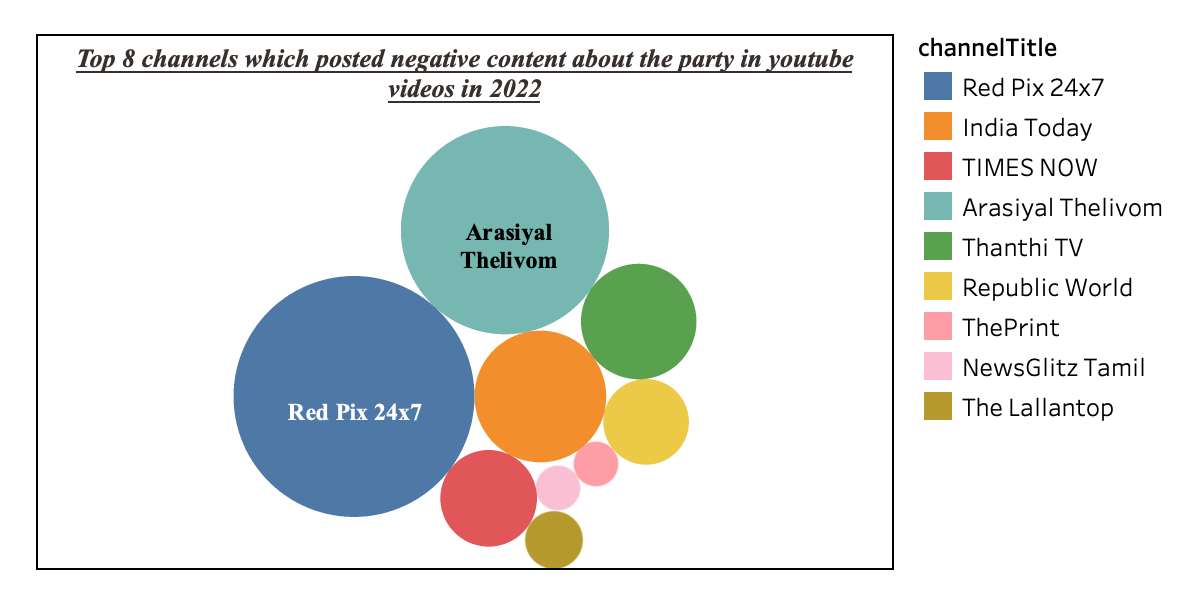 Top 8 channels which posted negative content about the party in youtube
videos in 2022
Arasiyal
Thelivom
Red Pix 24x7
channelTitle
Red Pix 24x7
India Today
TIMES NOW
Arasiyal Thelivom
Thanthi TV
Republic World
ThePrint
NewsGlitz Tamil
The Lallantop